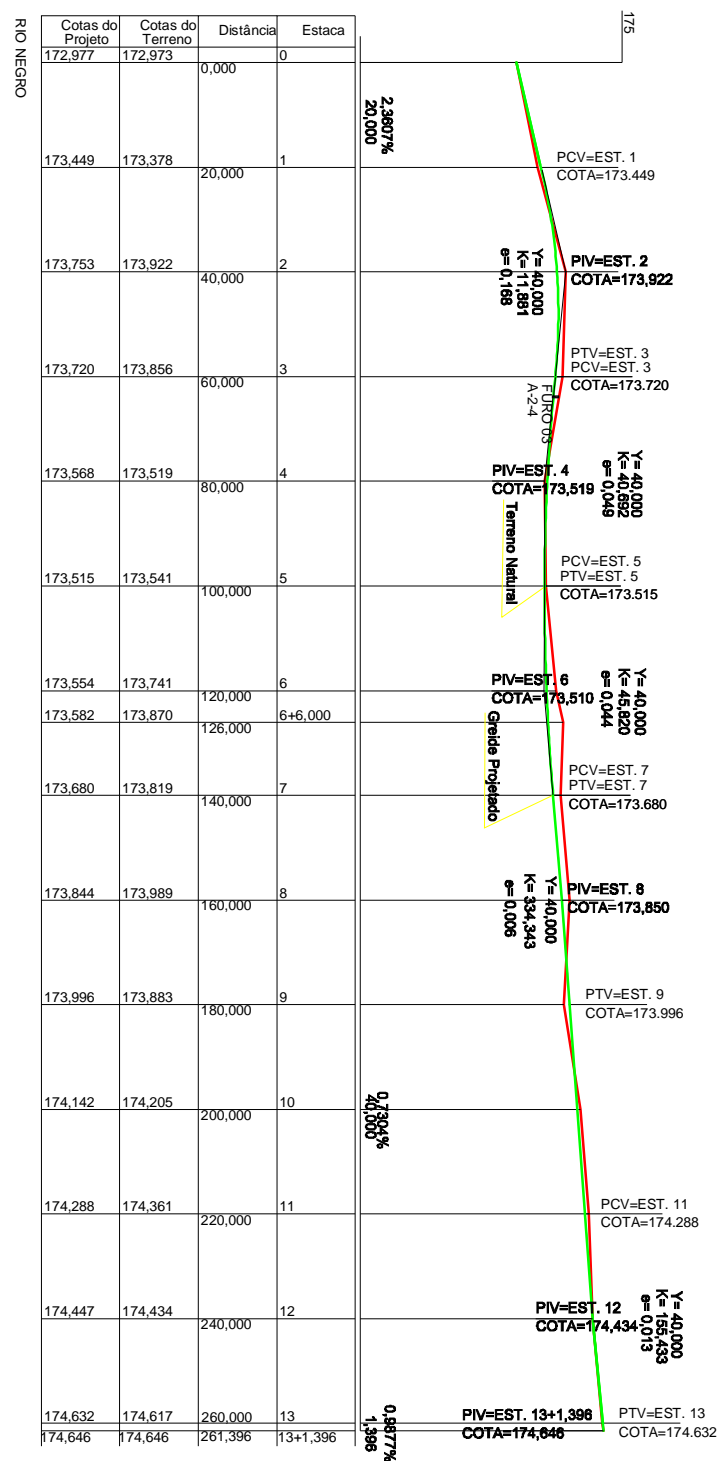 175
RIO NEGRO
Cotas do Projeto Cotas do Terreno Distância Estaca
172,977 172,973 0,000 0
2,3607%
20,000
173,449 173,378 20,000 1
PCV=EST. 1
COTA=173.449
173,753 173,922 40,000 2
Y= 40,000
K= 11,881
e= 0,168
PIV=EST. 2
COTA=173,922
173,720 173,856 60,000 3
PTV=EST. 3
PCV=EST. 3
COTA=173.720
FURO 03
A-2-4
173,568 173,519 80,000 4
PIV=EST. 4
COTA=173,519
Y= 40,000
K= 40,692
e= 0,049
Terreno Natural
173,515 173,541 100,000 5
PCV=EST. 5
PTV=EST. 5
COTA=173.515
173,554 173,741 120,000 6
PIV=EST. 6
COTA=173,510
Y= 40,000
K= 45,820
e= 0,044
173,582 173,870 126,000 6+6,000
Greide Projetado
173,680 173,819 140,000 7
PCV=EST. 7
PTV=EST. 7
COTA=173.680
173,844 173,989 160,000 8
Y= 40,000
K= 334,343
e= 0,006
PIV=EST. 8
COTA=173,850
173,996 173,883 180,000 9
PTV=EST. 9
COTA=173.996
174,142 174,205 200,000 10
0,7304%
40,000
174,288 174,361 220,000 11
PCV=EST. 11
COTA=174.288
174,447 174,434 240,000 12
PIV=EST. 12
COTA=174,434
Y= 40,000
K= 155,433
e= 0,013
174,632 174,617 260,000 13
PIV=EST. 13+1,396
COTA=174,646
PTV=EST. 13
COTA=174.632
174,646 174,646 261,396 13+1,396
0,9877%
1,396